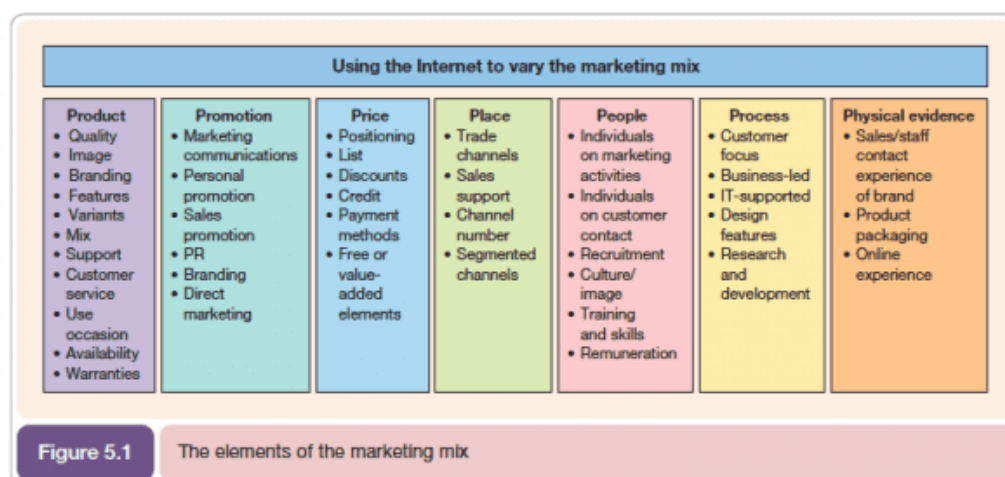 Using the Internet to vary the marketing mix
Product
• Quality
• Image
• Branding
• Features
• Variants
• Mix
• Support
• Customer
service
• Use
occasion
• Availability
• Warranties
Promotion
• Marketing
communications
• Personal
promotion
• Sales
promotion
• PR
• Branding
• Direct
marketing
Price
• Positioning
• List
• Discounts
• Credit
• Payment
methods
• Free or
value-
added
elements
Place
• Trade
channels
• Sales
support
• Channel
number
• Segmented
channels
People
• Individuals
on marketing
activities
• Individuals
on customer
contact
• Recruitment
• Culture/
image
• Training
and skills
• Remuneration
Process
• Customer
focus
• Business-led
• IT-supported
• Design
features
• Research
and
development
Physical evidence
• Sales/staff
contact
experience
of brand
• Product
packaging
• Online
experience
Figure 5.1
The elements of the marketing mix